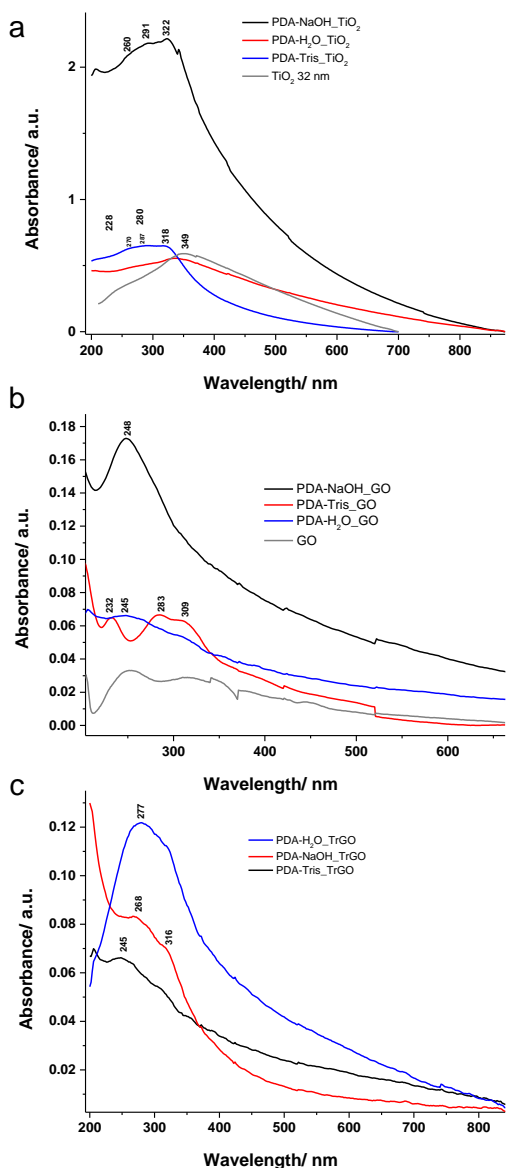 a
PDA-NaOH_TiO₂
PDA-H₂O_TiO₂
PDA-Tris_TiO₂
TiO₂ 32 nm
260
291
322
228
270
280
287
318
349
2
1
0
Absorbance/ a.u.
200 300 400 500 600 700 800
Wavelength/ nm
b
PDA-NaOH_GO
PDA-Tris_GO
PDA-H₂O_GO
GO
248
232
245
283
309
0.18
0.16
0.14
0.12
0.10
0.08
0.06
0.04
0.02
0.00
Absorbance/ a.u.
300 400 500 600
Wavelength/ nm
c
PDA-H₂O_TrGO
PDA-NaOH_TrGO
PDA-Tris_TrGO
277
268
316
245
0.12
0.10
0.08
0.06
0.04
0.02
Absorbance/ a.u.
200 300 400 500 600 700 800
Wavelength/ nm